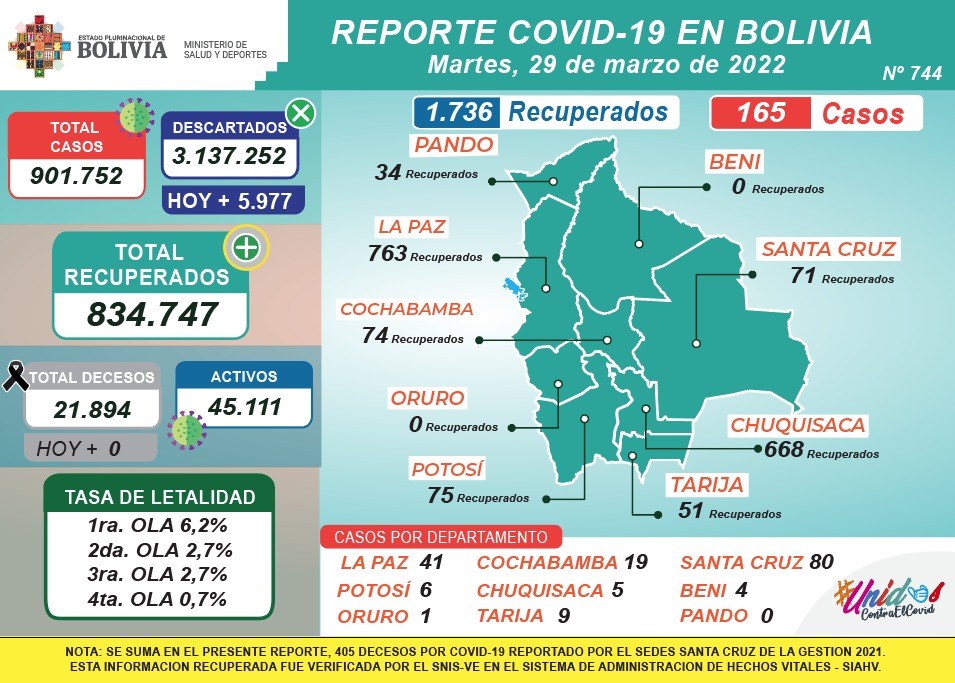 ESTADO PLURINACIONAL DE
BOLIVIA
MINISTERIO DE
SALUD Y DEPORTES
REPORTE COVID-19 EN BOLIVIA
Martes, 29 de marzo de 2022
Nº 744
TOTAL
CASOS
901.752
DESCARTADOS
3.137.252
HOY + 5.977
TOTAL
RECUPERADOS
834.747
TOTAL DECESOS
21.894
HOY + 0
ACTIVOS
45.111
TASA DE LETALIDAD
1ra. OLA 6,2%
2da. OLA 2,7%
3ra. OLA 2,7%
4ta. OLA 0,7%
1.736 Recuperados
165 Casos
PANDO
34 Recuperados
BENI
0 Recuperados
LA PAZ
763 Recuperados
SANTA CRUZ
71 Recuperados
COCHABAMBA
74 Recuperados
ORURO
0 Recuperados
CHUQUISACA
668 Recuperados
POTOSÍ
75 Recuperados
TARIJA
51 Recuperados
CASOS POR DEPARTAMENTO
LA PAZ 41 COCHABAMBA 19 SANTA CRUZ 80
POTOSÍ 6 CHUQUISACA 5 BENI 4
ORURO 1 TARIJA 9 PANDO 0
#Unidos
ContraElCovid
NOTA: SE SUMA EN EL PRESENTE REPORTE, 405 DECESOS POR COVID-19 REPORTADO POR EL SEDES SANTA CRUZ DE LA GESTION 2021.
ESTA INFORMACION RECUPERADA FUE VERIFICADA POR EL SNIS-VE EN EL SISTEMA DE ADMINISTRACION DE HECHOS VITALES - SIAHV.